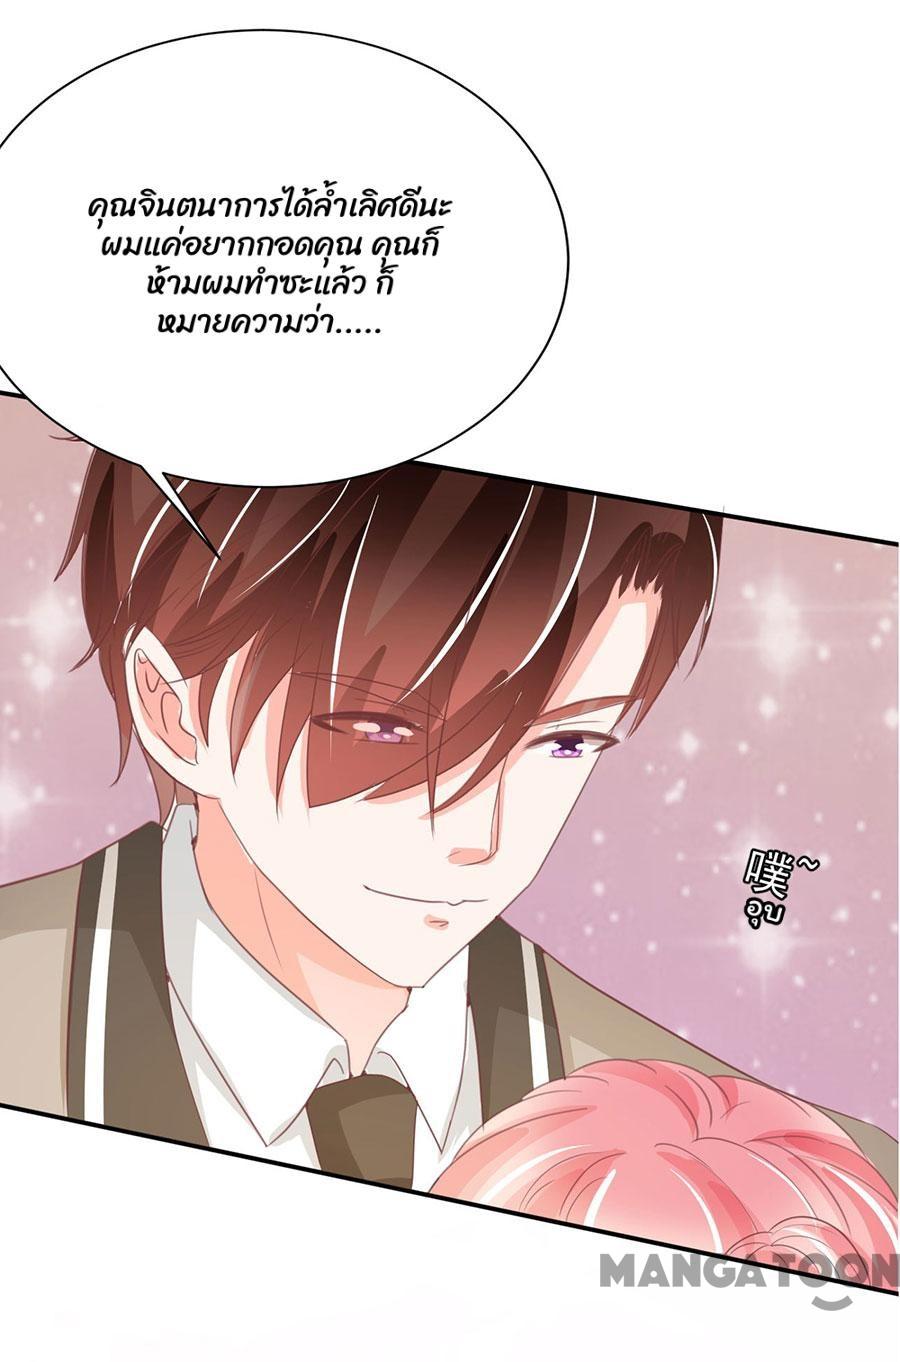 คุณจินตนาการได้ล้ำเลิศดีนะ
ผมแค่อยากกอดคุณ คุณก็
ห้ามผมทำซะแล้ว ก็
หมายความว่า.....
噗~
อุบ
MANGATOON